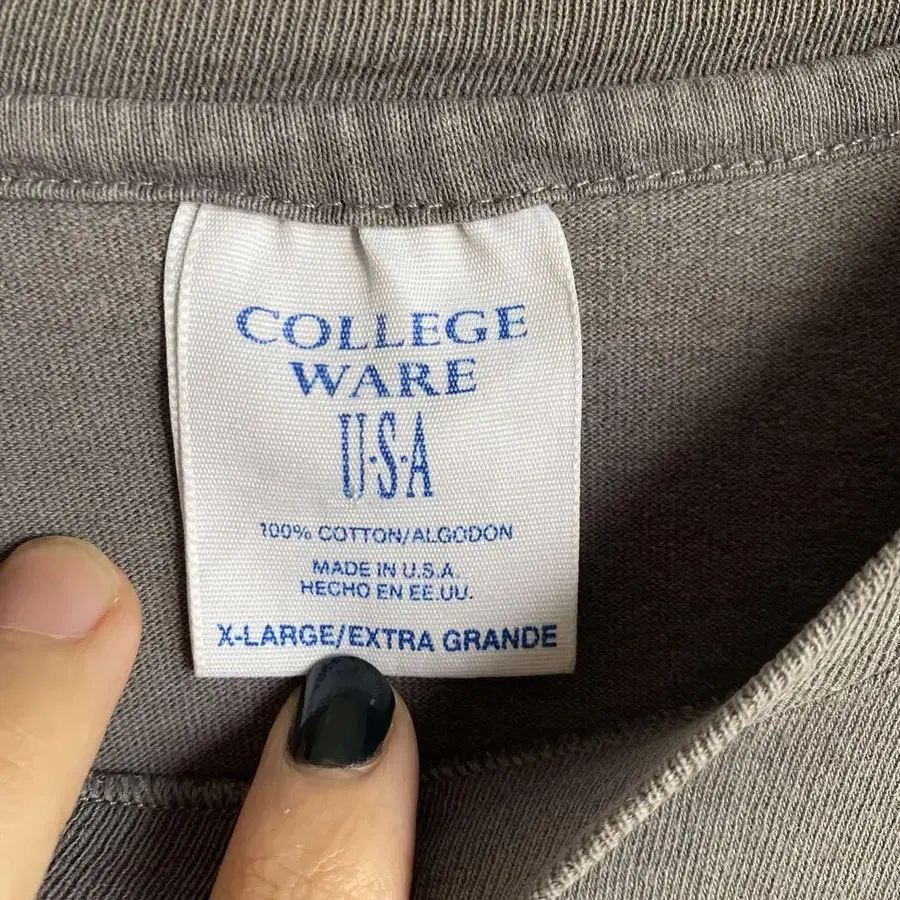 COLLEGE
WARE
U·S·A
100% COTTON/ALGODON
MADE IN U.S.A
HECHO EN EE.UU.
X-LARGE/EXTRA GRANDE